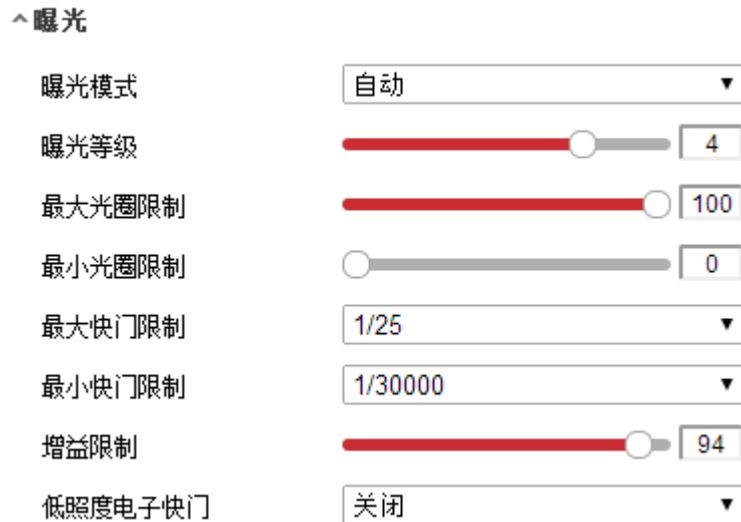 曝光
曝光模式 自动
曝光等级 4
最大光圈限制 100
最小光圈限制 0
最大快门限制 1/25
最小快门限制 1/30000
增益限制 94
低照度电子快门 关闭